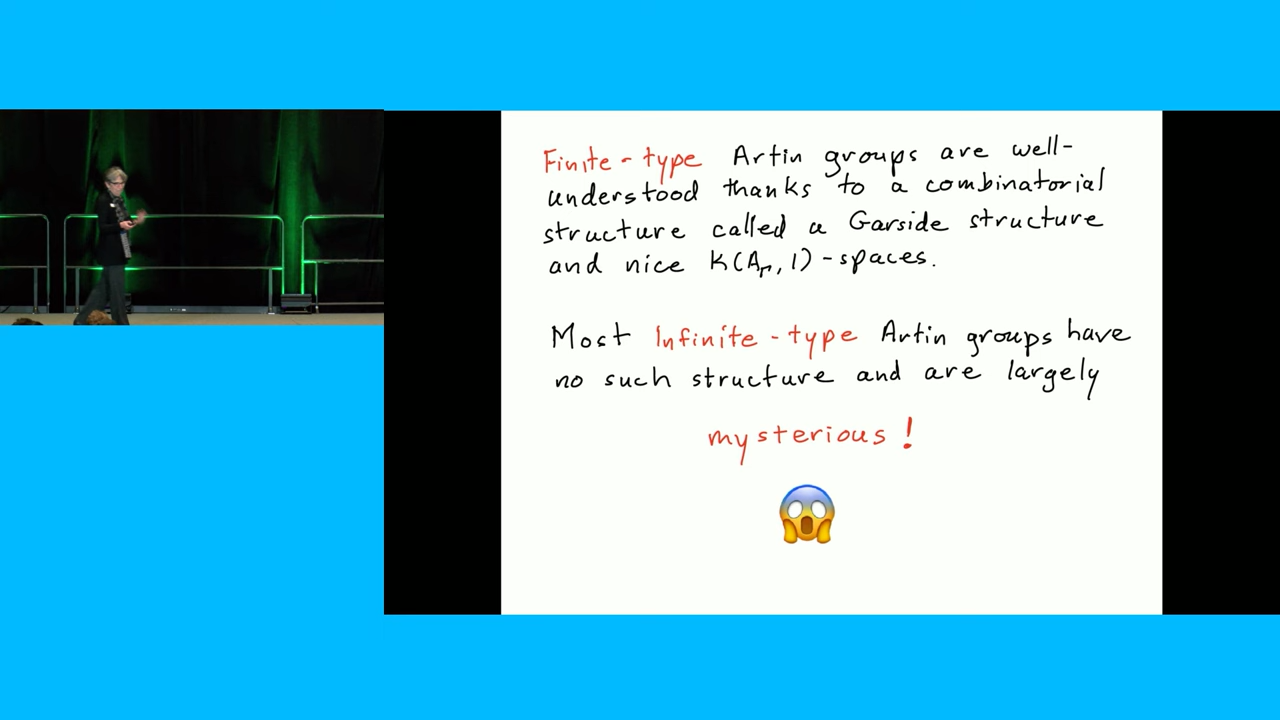 Finite-type Artin groups are well-
understood thanks to a combinatorial
structure called a Garside structure
and nice K(A_Γ, 1)-spaces.
Most Infinite-type Artin groups have
no such structure and are largely
mysterious!